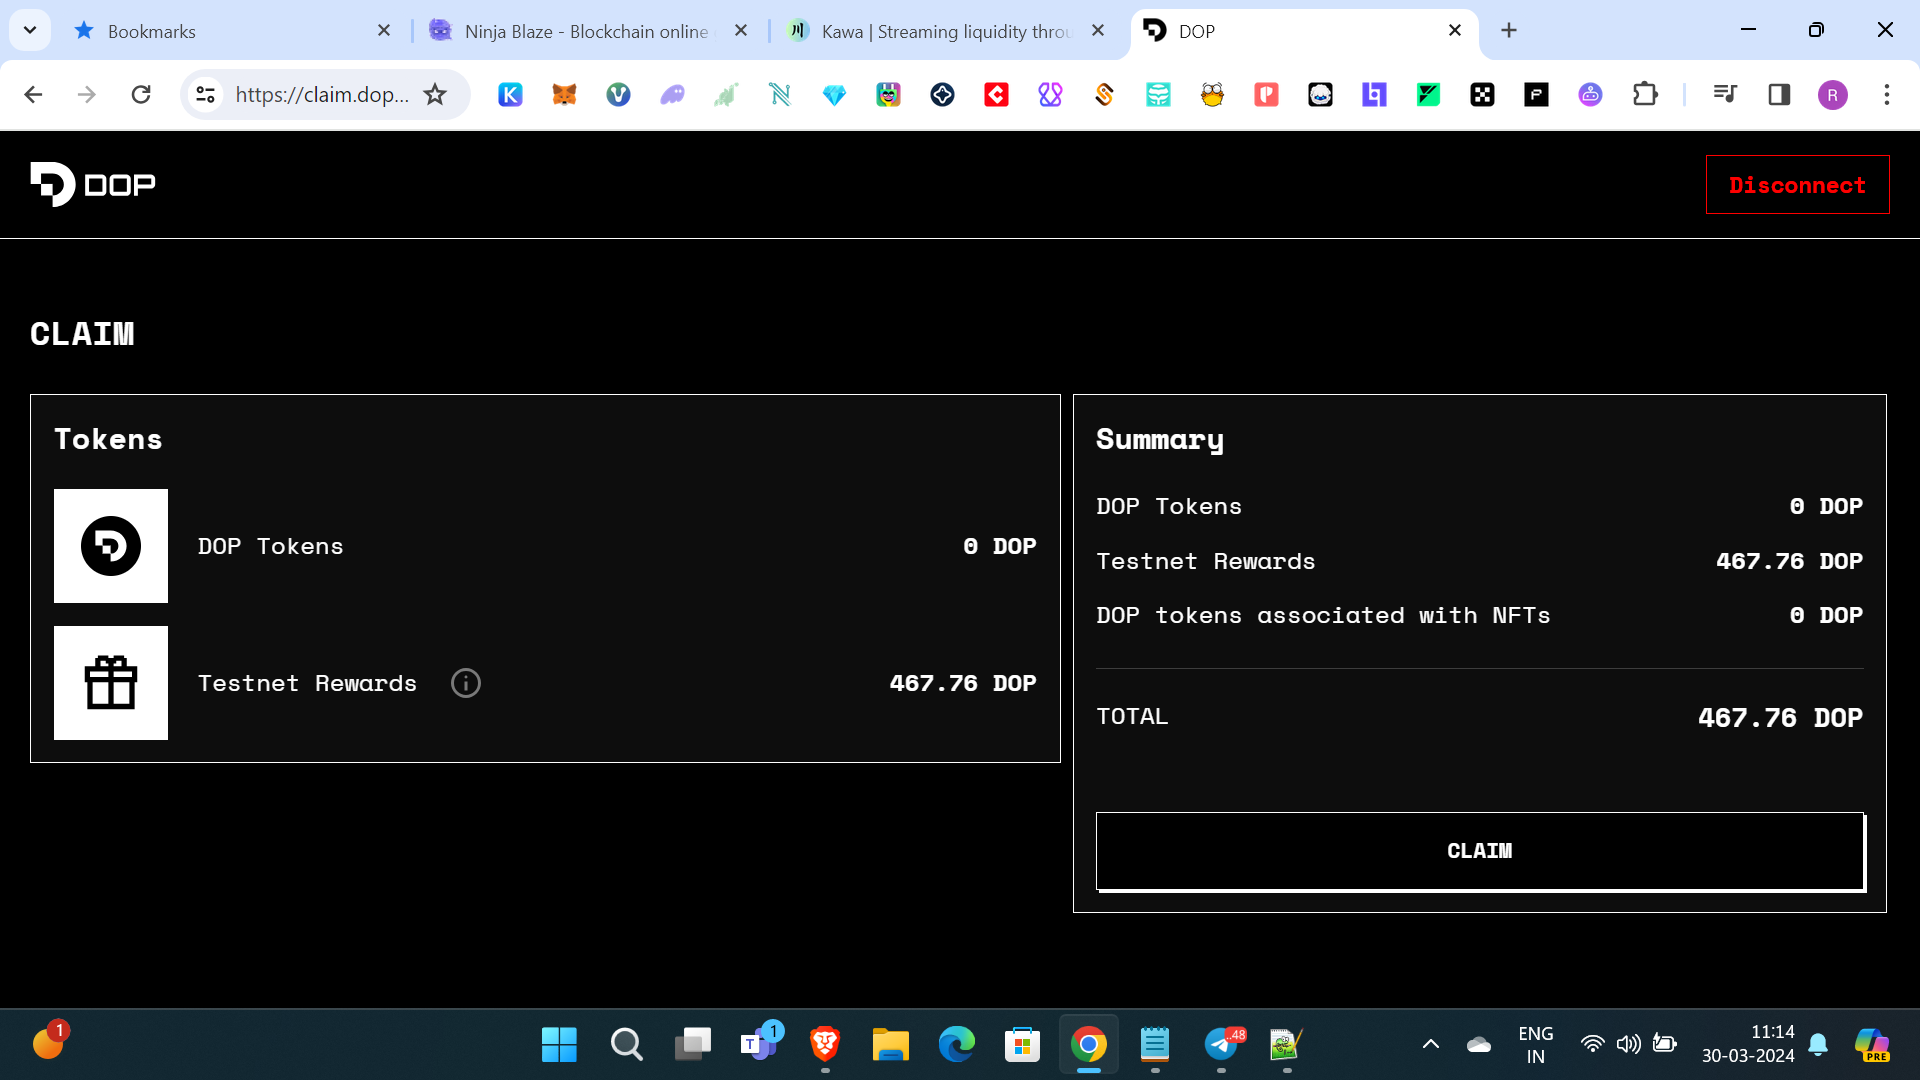 Bookmarks
Ninja Blaze - Blockchain online
Kawa | Streaming liquidity throu
DOP
https://claim.dop...
R
DOP
Disconnect
CLAIM
Tokens
DOP Tokens
0 DOP
Testnet Rewards
467.76 DOP
Summary
DOP Tokens
0 DOP
Testnet Rewards
467.76 DOP
DOP tokens associated with NFTs
0 DOP
TOTAL
467.76 DOP
CLAIM
1
T
1
..48
ENG
IN
11:14
30-03-2024
PRE